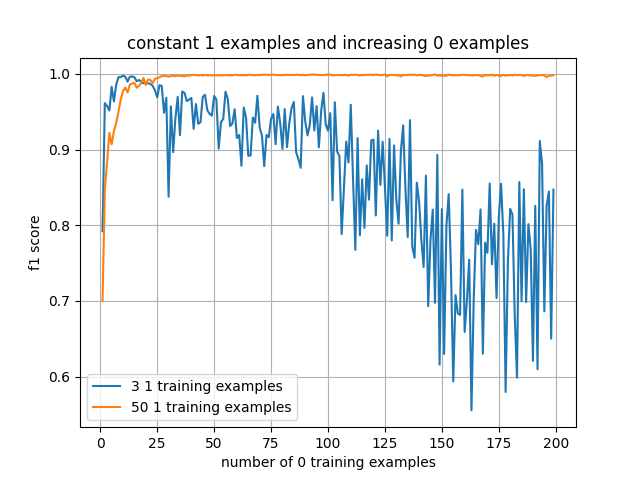 constant 1 examples and increasing 0 examples
f1 score
1.0
0.9
0.8
0.7
0.6
3 1 training examples
50 1 training examples
0 25 50 75 100 125 150 175 200
number of 0 training examples